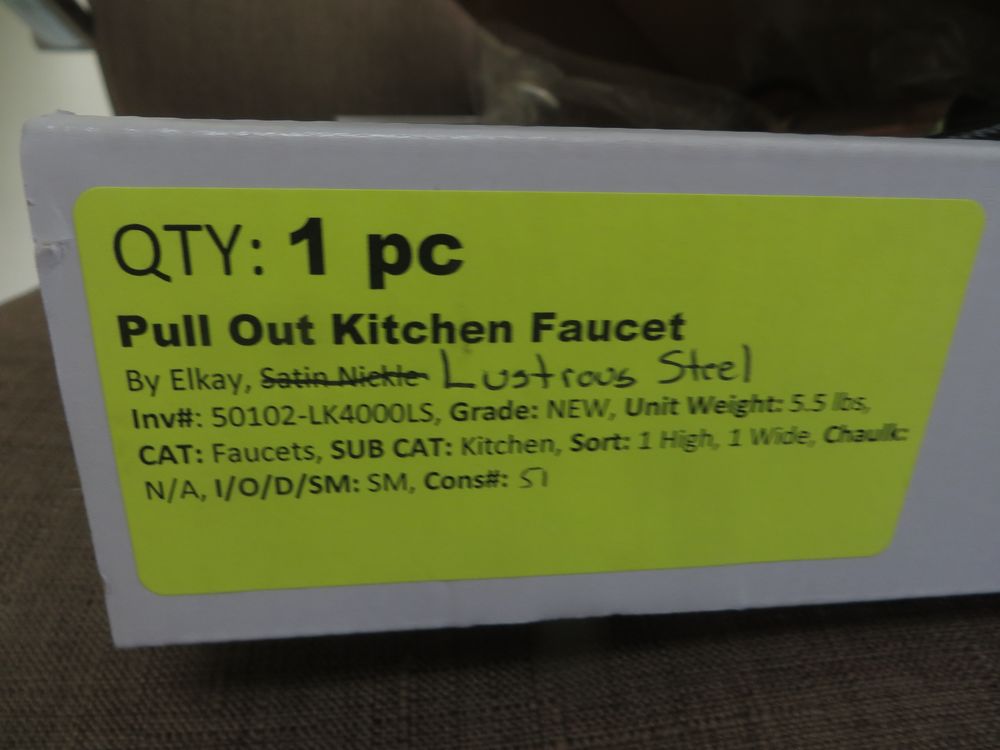 QTY: 1 pc
Pull Out Kitchen Faucet
By Elkay, Satin Nickle Lustrous Steel
Inv#: 50102-LK4000LS, Grade: NEW, Unit Weight: 5.5 lbs,
CAT: Faucets, SUB CAT: Kitchen, Sort: 1 High, 1 Wide, Chaulk:
N/A, I/O/D/SM: SM, Cons#: 51